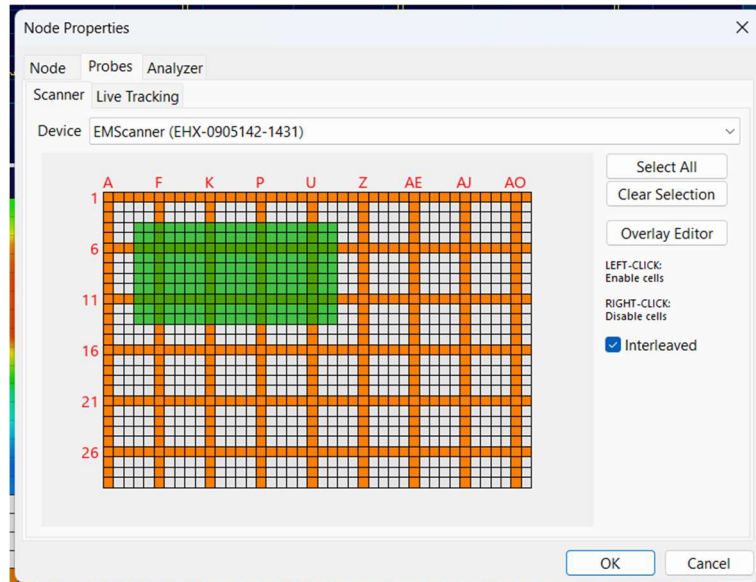 Node Properties
Node Probes Analyzer
Scanner Live Tracking
Device EMScanner (EHX-0905142-1431)
A F K P U Z AE AJ AO
1
6
11
16
21
26
Select All
Clear Selection
Overlay Editor
LEFT-CLICK:
Enable cells
RIGHT-CLICK:
Disable cells
Interleaved
OK Cancel